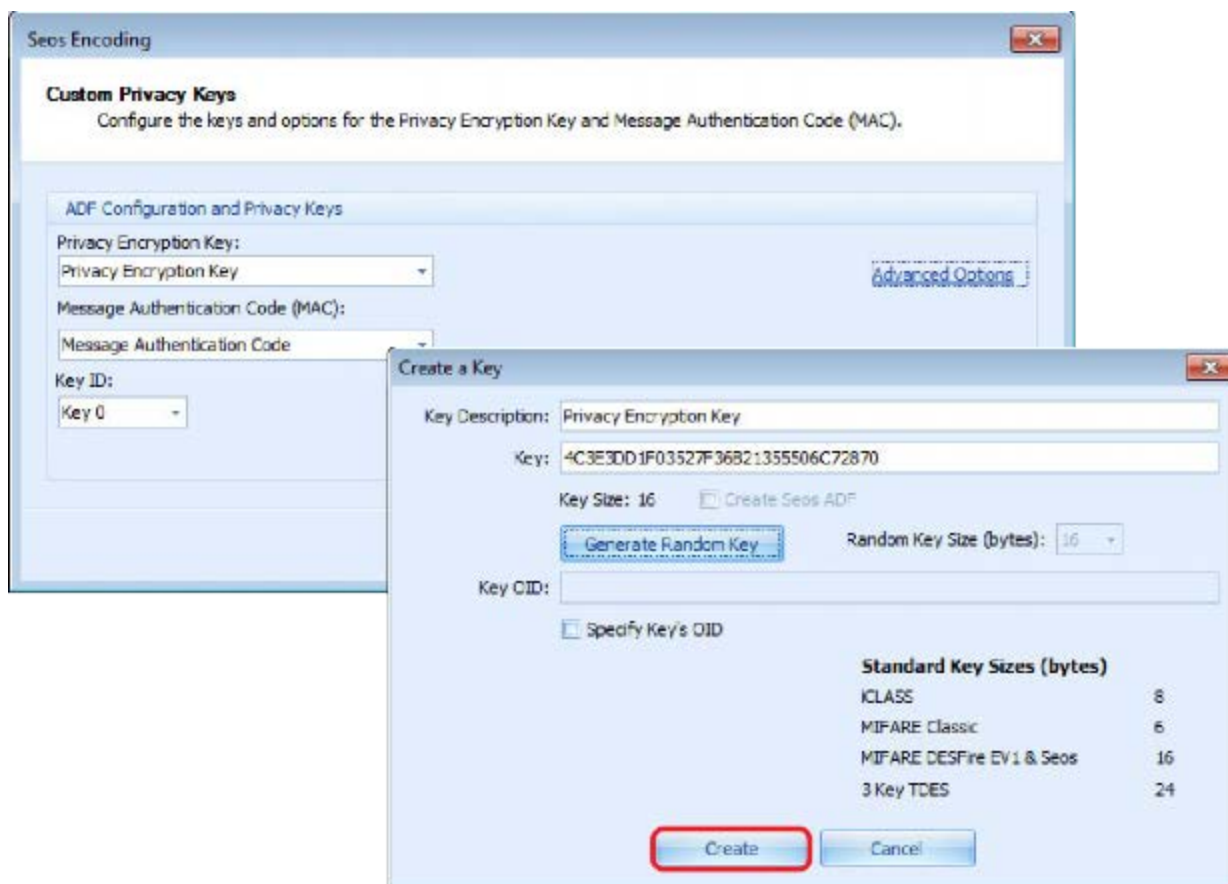 Seos Encoding
Custom Privacy Keys
Configure the keys and options for the Privacy Encryption Key and Message Authentication Code (MAC).
ADF Configuration and Privacy Keys
Privacy Encryption Key:
Privacy Encryption Key
Advanced Options
Message Authentication Code (MAC):
Message Authentication Code
Key ID:
Key 0
Create a Key
Key Description: Privacy Encryption Key
Key: 4C3E3DD1F03527F36B21355506C72870
Key Size: 16 Create Seos ADF
Generate Random Key Random Key Size (bytes): 16
Key OID:
Specify Key's OID
Standard Key Sizes (bytes)
iCLASS 8
MIFARE Classic 6
MIFARE DESFire EV1 & Seos 16
3 Key TDES 24
Create Cancel